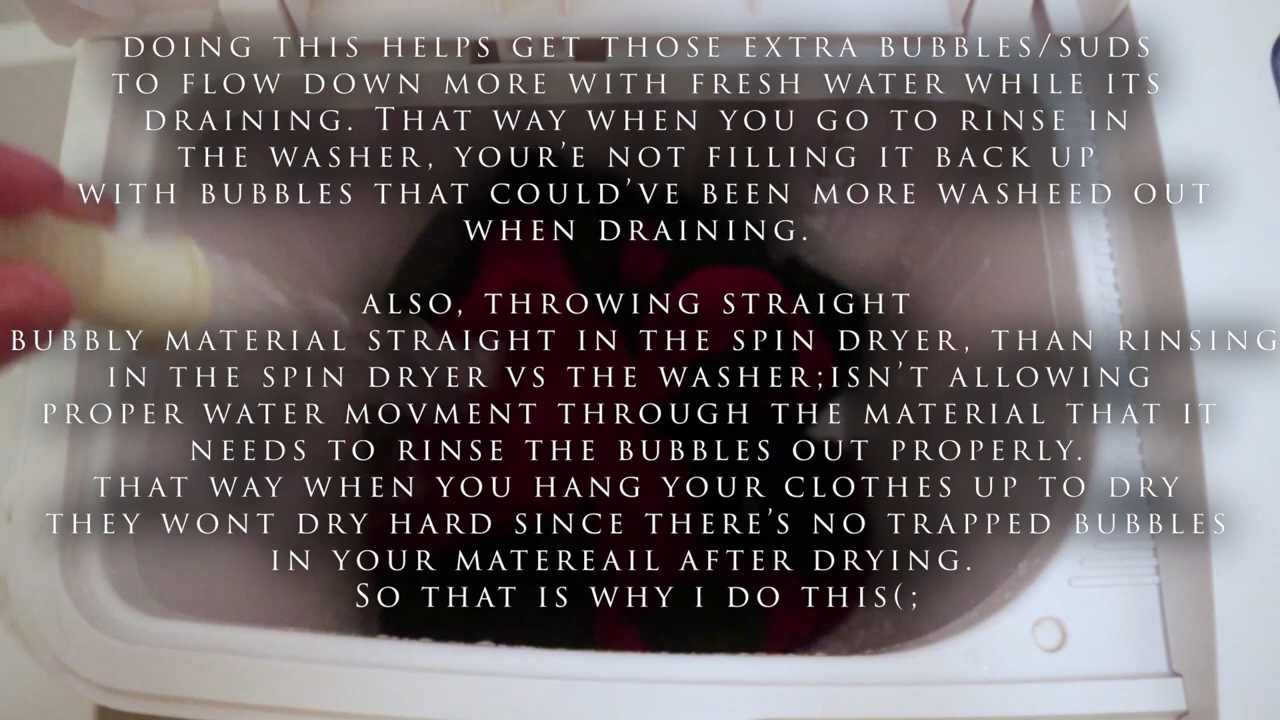 DOING THIS HELPS GET THOSE EXTRA BUBBLES/SUDS
TO FLOW DOWN MORE WITH FRESH WATER WHILE ITS
DRAINING. THAT WAY WHEN YOU GO TO RINSE IN
THE WASHER, YOUR'E NOT FILLING IT BACK UP
WITH BUBBLES THAT COULD'VE BEEN MORE WASHEED OUT
WHEN DRAINING.
ALSO, THROWING STRAIGHT
BUBBLY MATERIAL STRAIGHT IN THE SPIN DRYER, THAN RINSING
IN THE SPIN DRYER VS THE WASHER;ISN'T ALLOWING
PROPER WATER MOVMENT THROUGH THE MATERIAL THAT IT
NEEDS TO RINSE THE BUBBLES OUT PROPERLY.
THAT WAY WHEN YOU HANG YOUR CLOTHES UP TO DRY
THEY WONT DRY HARD SINCE THERE'S NO TRAPPED BUBBLES
IN YOUR MATEREAIL AFTER DRYING.
SO THAT IS WHY I DO THIS(;